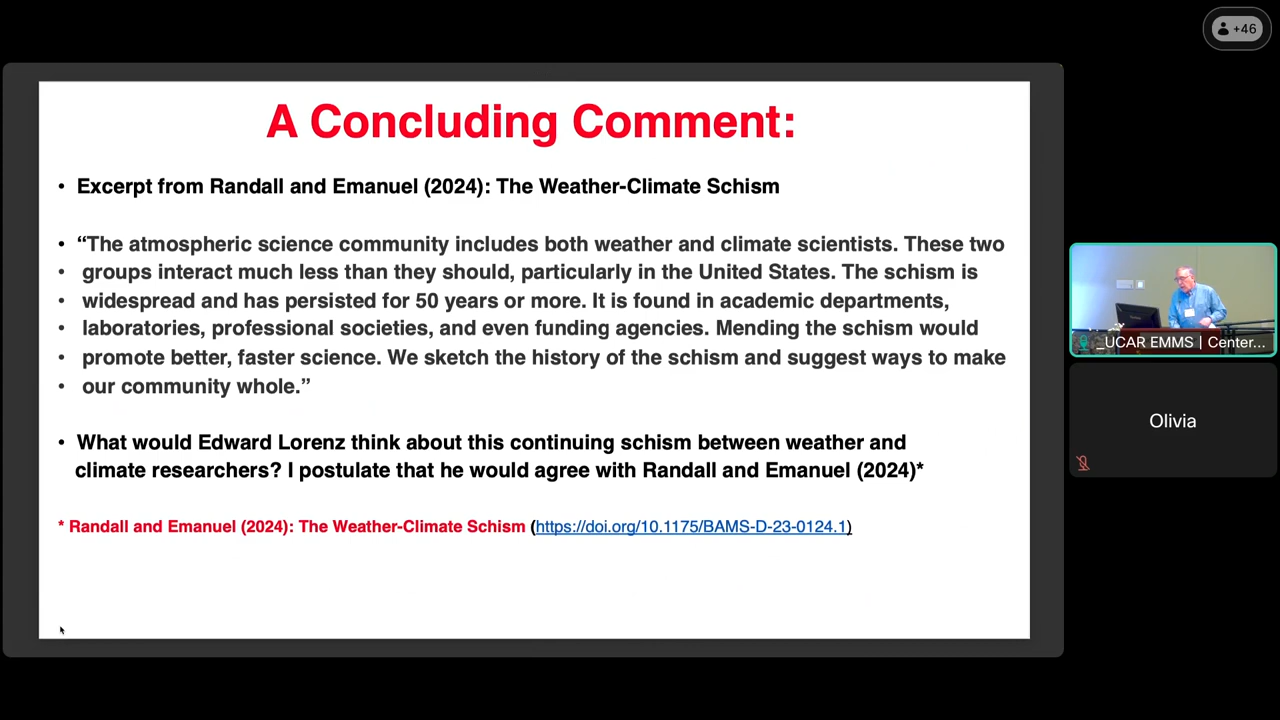 +46
A Concluding Comment:
• Excerpt from Randall and Emanuel (2024): The Weather-Climate Schism
• “The atmospheric science community includes both weather and climate scientists. These two
• groups interact much less than they should, particularly in the United States. The schism is
• widespread and has persisted for 50 years or more. It is found in academic departments,
• laboratories, professional societies, and even funding agencies. Mending the schism would
• promote better, faster science. We sketch the history of the schism and suggest ways to make
• our community whole.”
• What would Edward Lorenz think about this continuing schism between weather and
climate researchers? I postulate that he would agree with Randall and Emanuel (2024)*
* Randall and Emanuel (2024): The Weather-Climate Schism (https://doi.org/10.1175/BAMS-D-23-0124.1)
_UCAR EMMS | Center...
Olivia